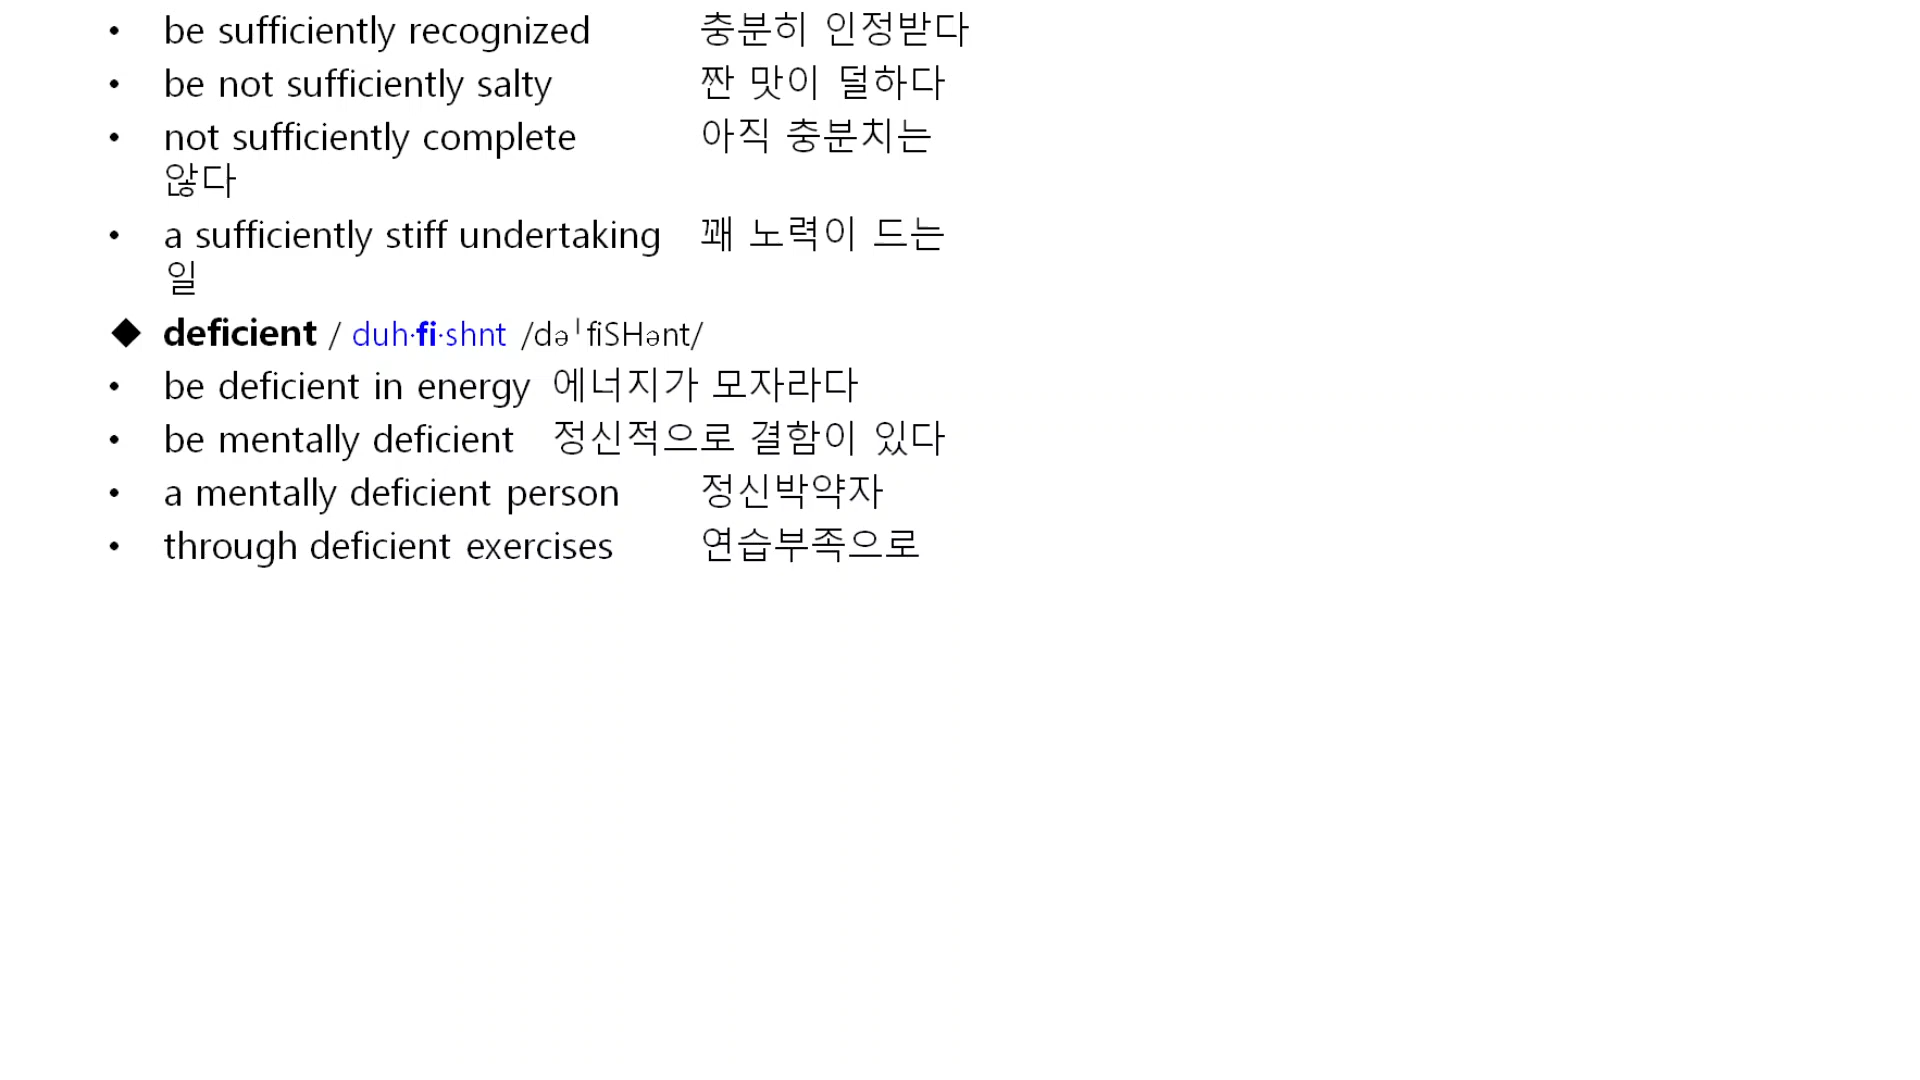 • be sufficiently recognized 충분히 인정받다
• be not sufficiently salty 짠 맛이 덜하다
• not sufficiently complete 아직 충분치는
않다
• a sufficiently stiff undertaking 꽤 노력이 드는
일
◆ deficient / duh·fi·shnt /dəˈfiSHənt/
• be deficient in energy 에너지가 모자라다
• be mentally deficient 정신적으로 결함이 있다
• a mentally deficient person 정신박약자
• through deficient exercises 연습부족으로